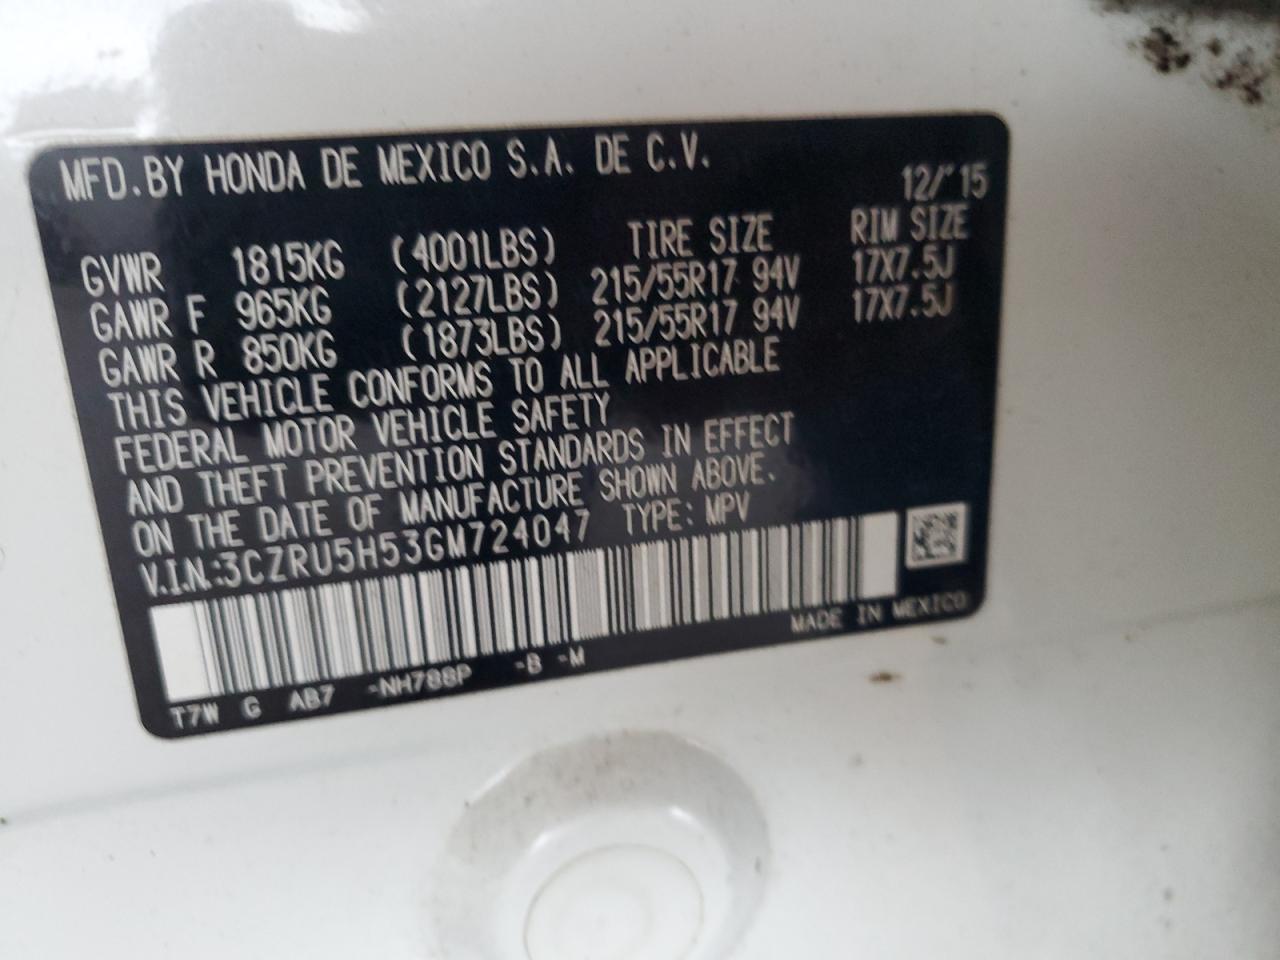 MFD.BY HONDA DE MEXICO S.A. DE C.V.
12/'15
GVWR 1815KG (4001LBS) TIRE SIZE RIM SIZE
GAWR F 965KG (2127LBS) 215/55R17 94V 17X7.5J
GAWR R 850KG (1873LBS) 215/55R17 94V 17X7.5J
THIS VEHICLE CONFORMS TO ALL APPLICABLE
FEDERAL MOTOR VEHICLE SAFETY
AND THEFT PREVENTION STANDARDS IN EFFECT
ON THE DATE OF MANUFACTURE SHOWN ABOVE.
V.I.N.:3CZRU5H53GM724047 TYPE: MPV
MADE IN MEXICO
T7W G AB7 -NH788P -B -M